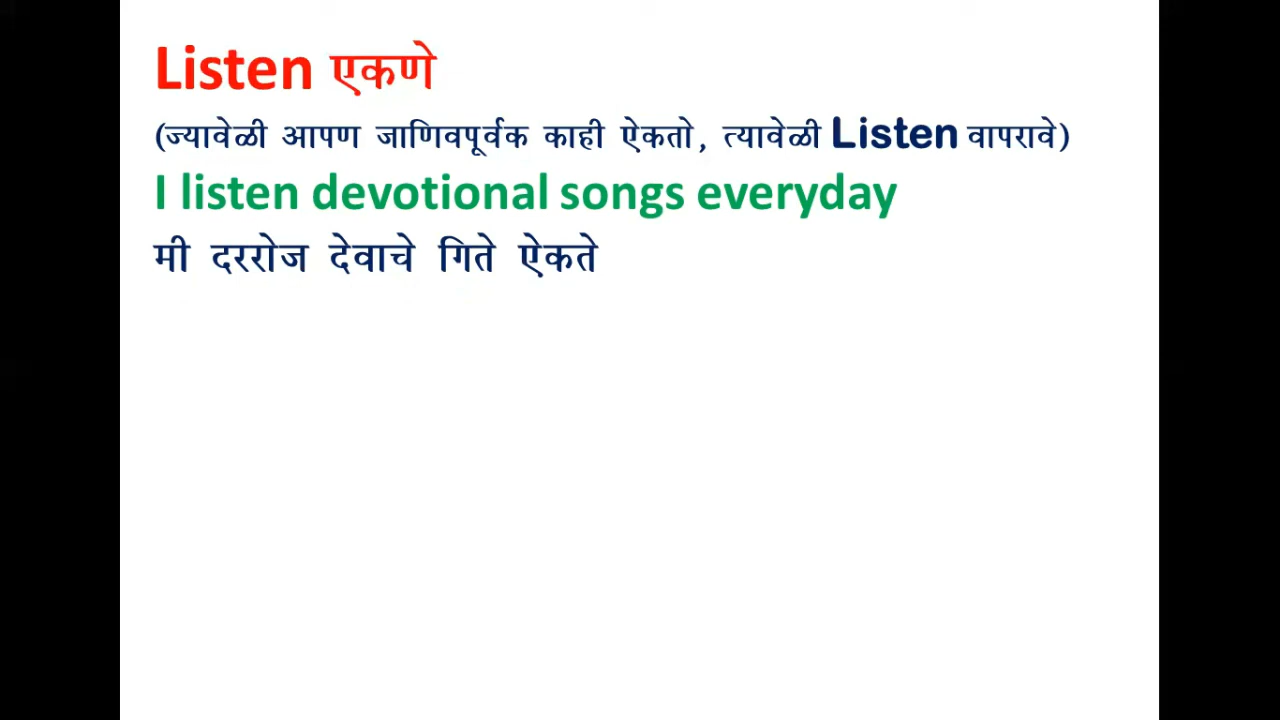 Listen एकणे
(ज्यावेळी आपण जाणिवपूर्वक काही ऐकतो, त्यावेळी Listen वापरावे)
I listen devotional songs everyday
मी दररोज देवाचे गिते ऐकते